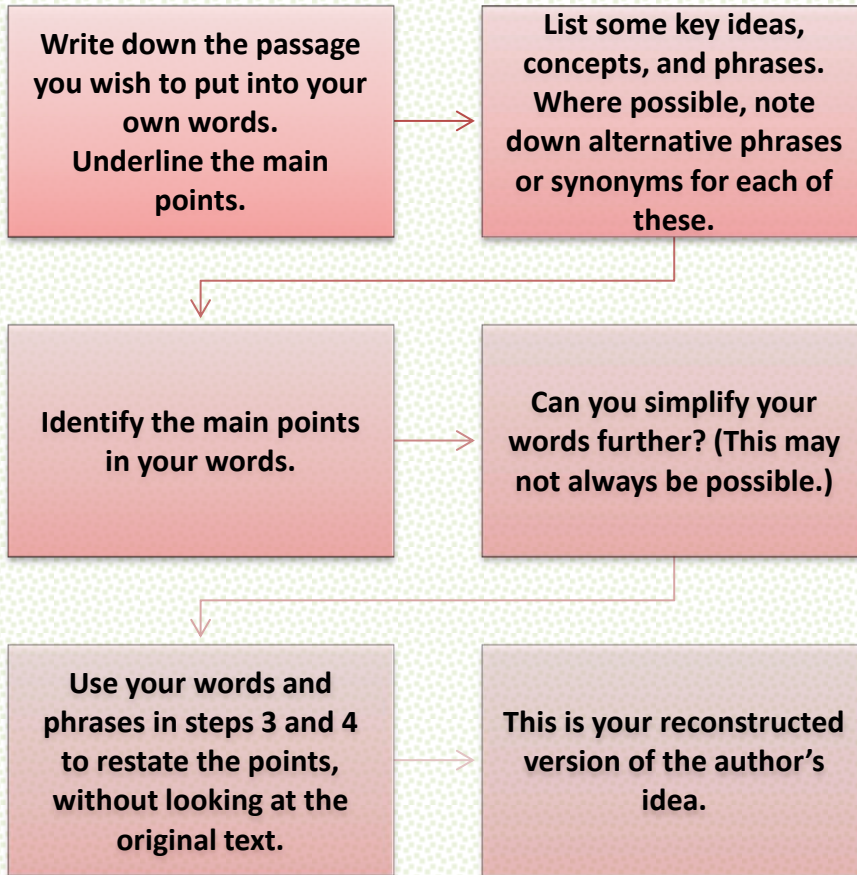 Write down the passage
you wish to put into your
own words.
Underline the main
points.
List some key ideas,
concepts, and phrases.
Where possible, note
down alternative phrases
or synonyms for each of
these.
Identify the main points
in your words.
Can you simplify your
words further? (This may
not always be possible.)
Use your words and
phrases in steps 3 and 4
to restate the points,
without looking at the
original text.
This is your reconstructed
version of the author’s
idea.